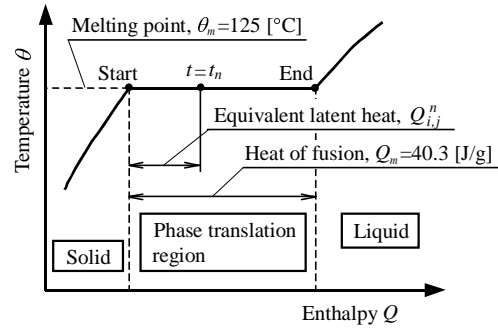 Melting point, θm=125 [°C]
Start
t=tn
End
Equivalent latent heat, Q^n_i,j
Heat of fusion, Qm=40.3 [J/g]
Temperature θ
Phase translation
region
Liquid
Solid
Enthalpy Q